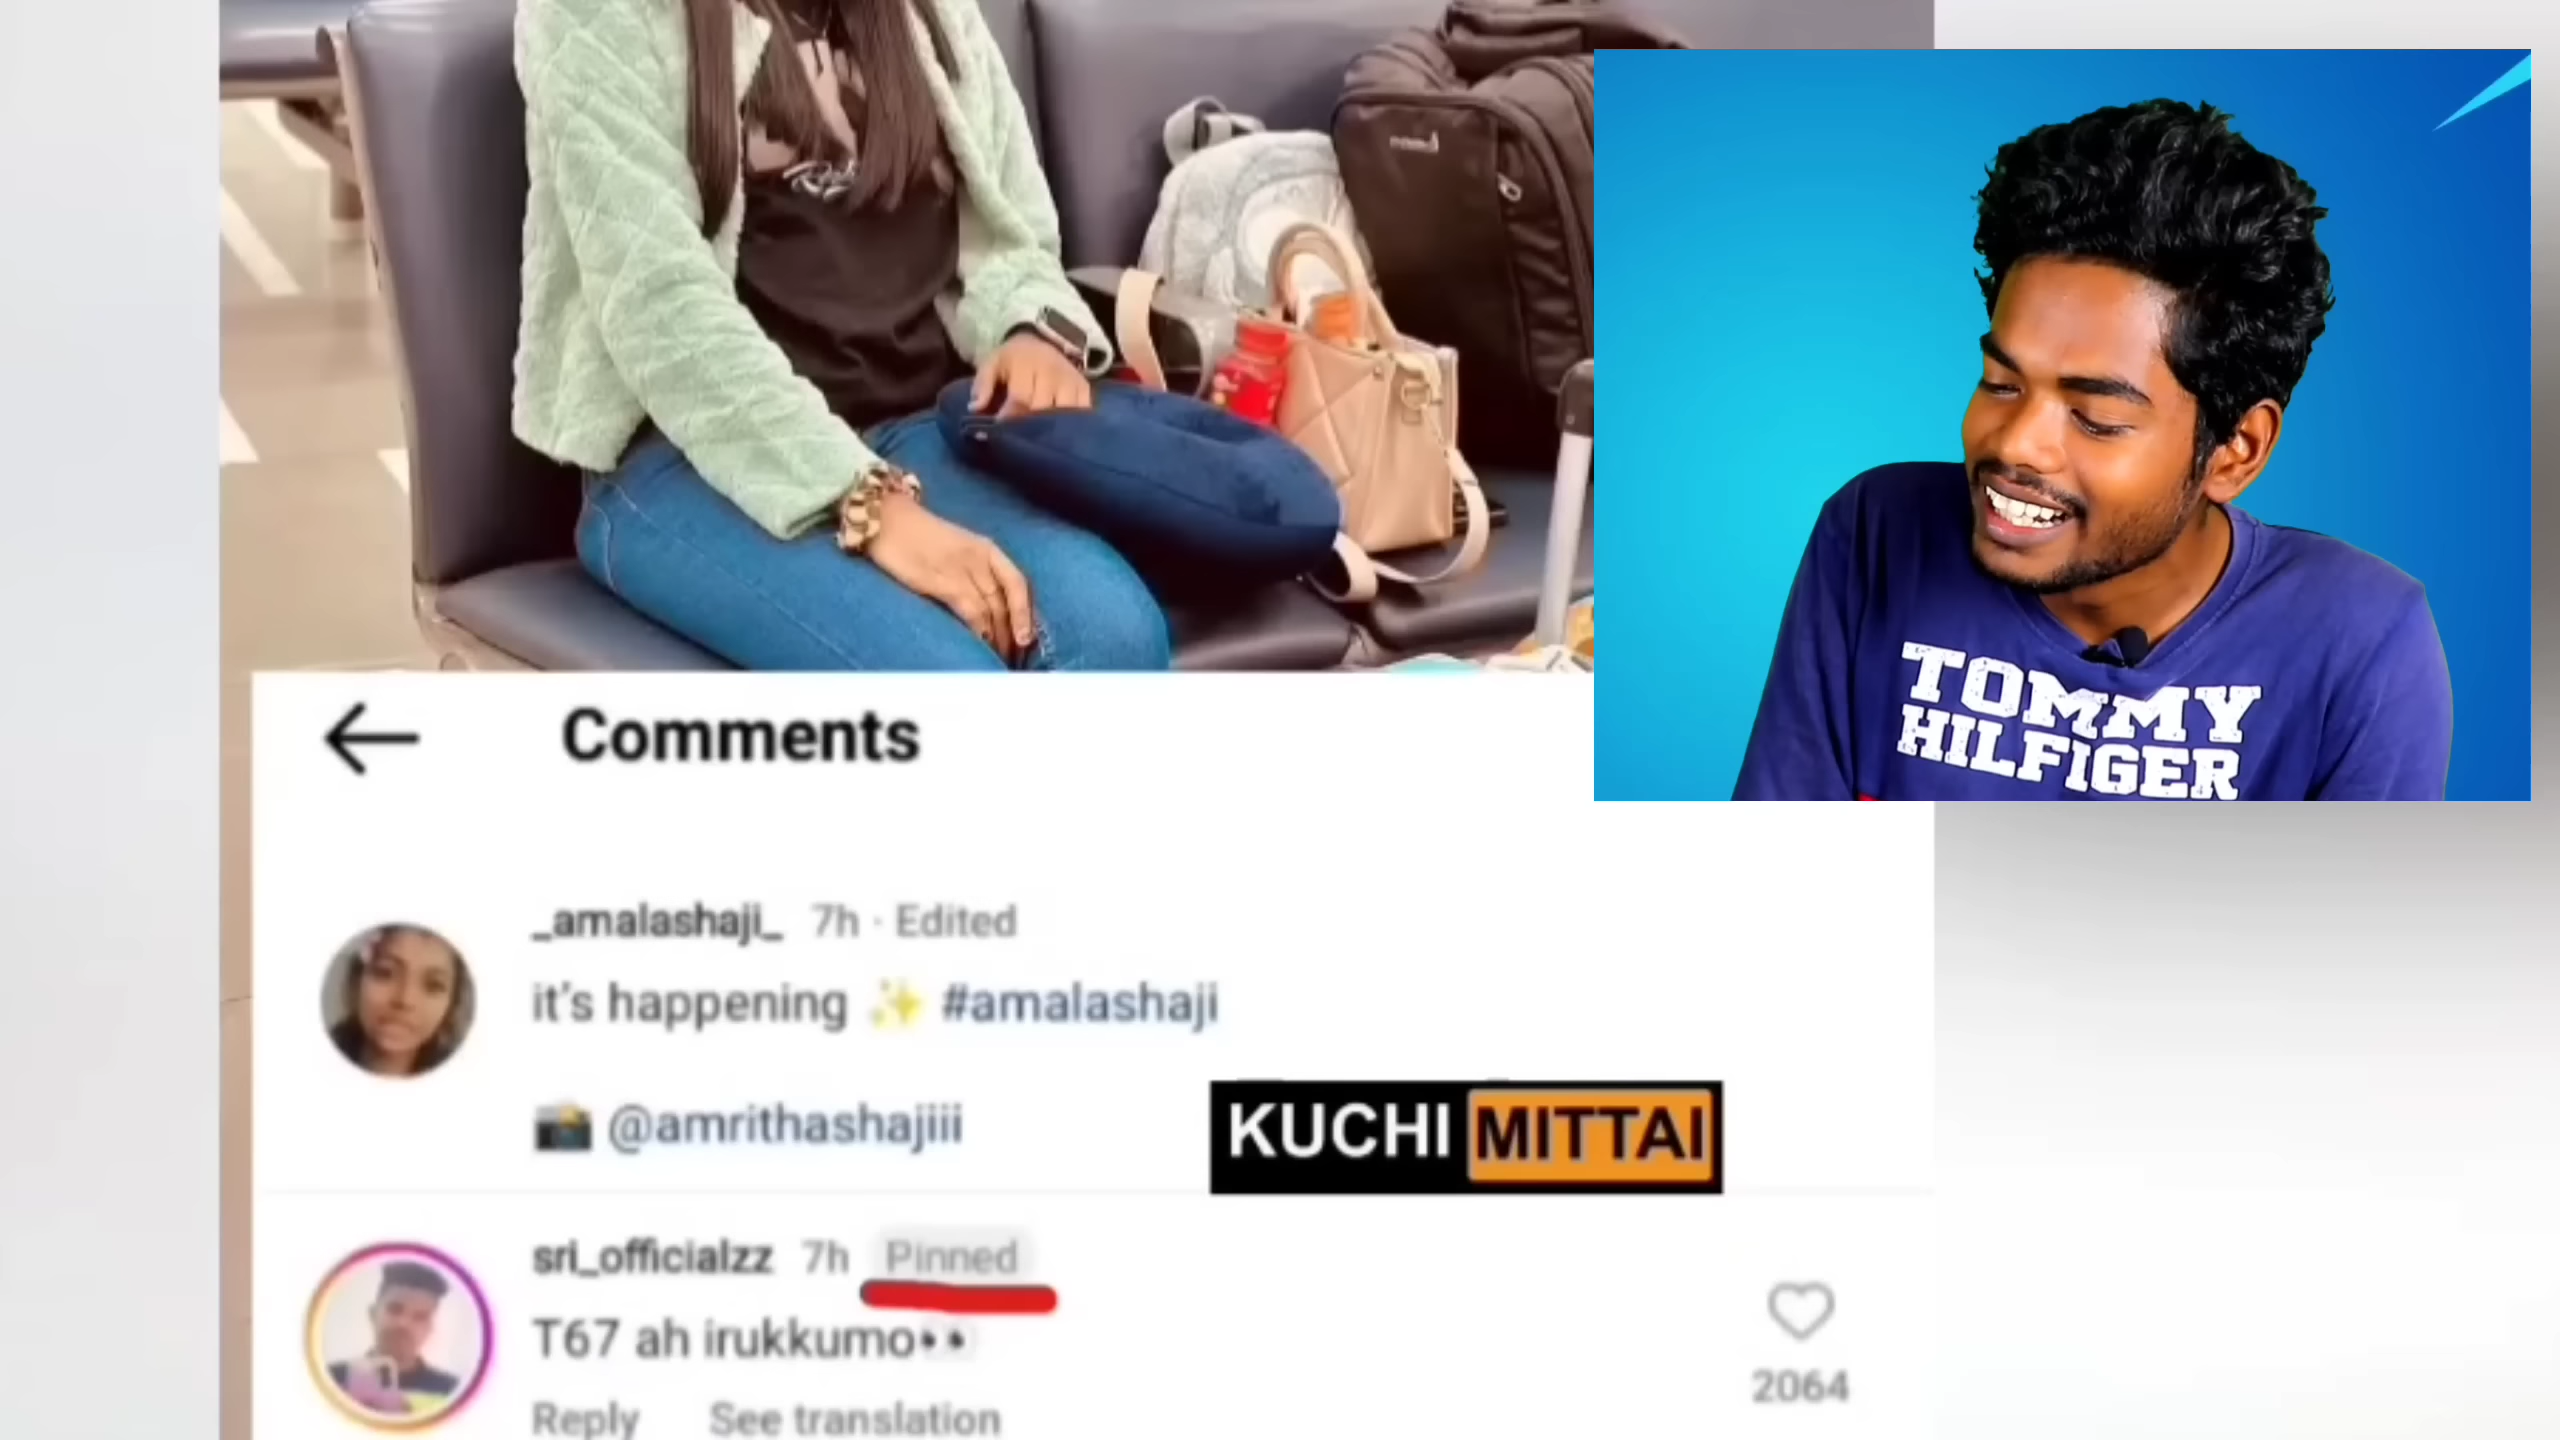 TOMMY
HILFIGER
Comments
_amalashaji_ 7h · Edited
it's happening ✨ #amalashaji
📸 @amrithashajiii
KUCHI MITTAI
sri_officialzz 7h Pinned
T67 ah irukkumo••
2064
Reply See translation